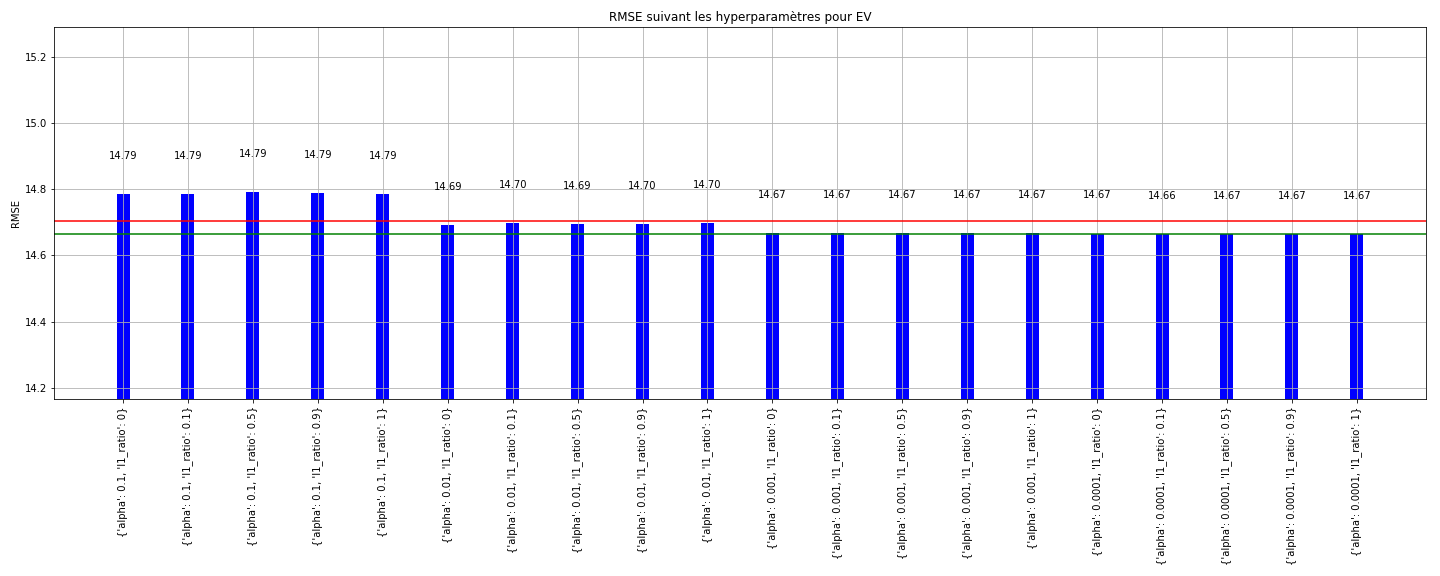 RMSE suivant les hyperparamètres pour EV
RMSE
15.2
15.0
14.8
14.6
14.4
14.2
14.79
14.79
14.79
14.79
14.79
14.69
14.70
14.69
14.70
14.70
14.67
14.67
14.67
14.67
14.67
14.67
14.66
14.67
14.67
14.67
{'alpha': 0.1, 'l1_ratio': 0}
{'alpha': 0.1, 'l1_ratio': 0.1}
{'alpha': 0.1, 'l1_ratio': 0.5}
{'alpha': 0.1, 'l1_ratio': 0.9}
{'alpha': 0.1, 'l1_ratio': 1}
{'alpha': 0.01, 'l1_ratio': 0}
{'alpha': 0.01, 'l1_ratio': 0.1}
{'alpha': 0.01, 'l1_ratio': 0.5}
{'alpha': 0.01, 'l1_ratio': 0.9}
{'alpha': 0.01, 'l1_ratio': 1}
{'alpha': 0.001, 'l1_ratio': 0}
{'alpha': 0.001, 'l1_ratio': 0.1}
{'alpha': 0.001, 'l1_ratio': 0.5}
{'alpha': 0.001, 'l1_ratio': 0.9}
{'alpha': 0.001, 'l1_ratio': 1}
{'alpha': 0.0001, 'l1_ratio': 0}
{'alpha': 0.0001, 'l1_ratio': 0.1}
{'alpha': 0.0001, 'l1_ratio': 0.5}
{'alpha': 0.0001, 'l1_ratio': 0.9}
{'alpha': 0.0001, 'l1_ratio': 1}